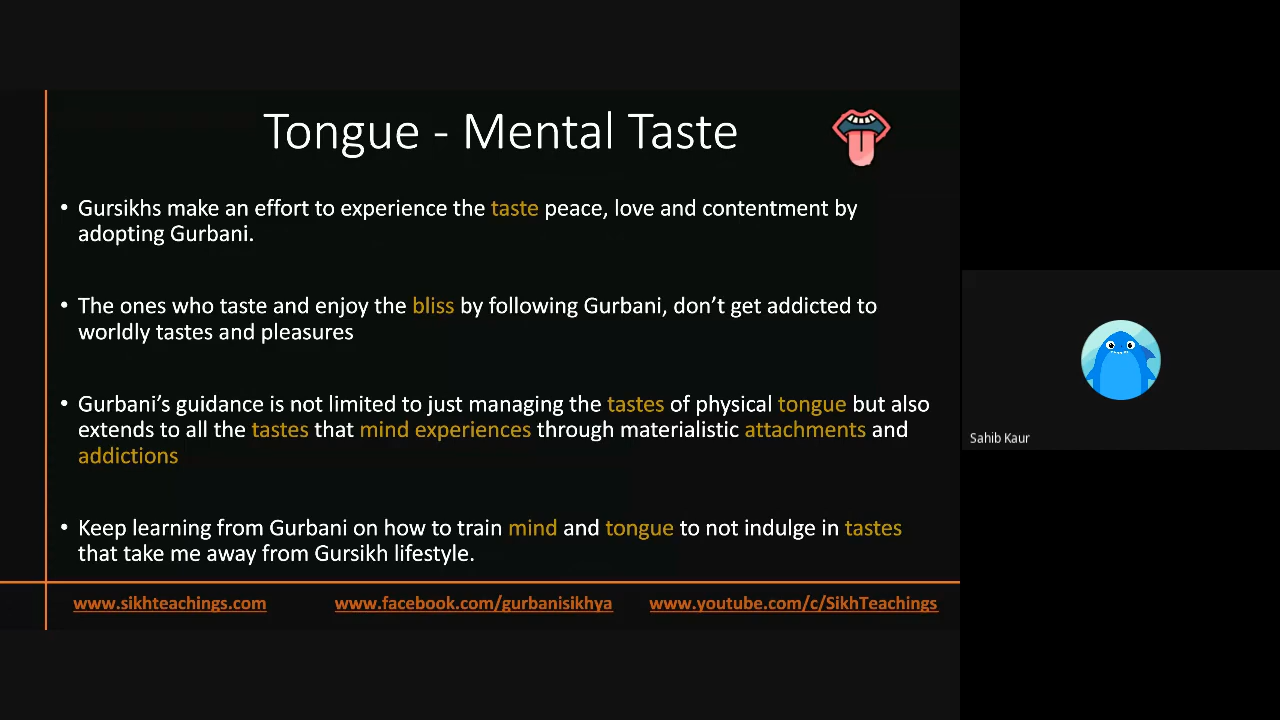 Tongue - Mental Taste
• Gursikhs make an effort to experience the taste peace, love and contentment by
adopting Gurbani.
• The ones who taste and enjoy the bliss by following Gurbani, don’t get addicted to
worldly tastes and pleasures
• Gurbani’s guidance is not limited to just managing the tastes of physical tongue but also
extends to all the tastes that mind experiences through materialistic attachments and
addictions
• Keep learning from Gurbani on how to train mind and tongue to not indulge in tastes
that take me away from Gursikh lifestyle.
www.sikhteachings.com www.facebook.com/gurbanisikhya www.youtube.com/c/SikhTeachings
Sahib Kaur